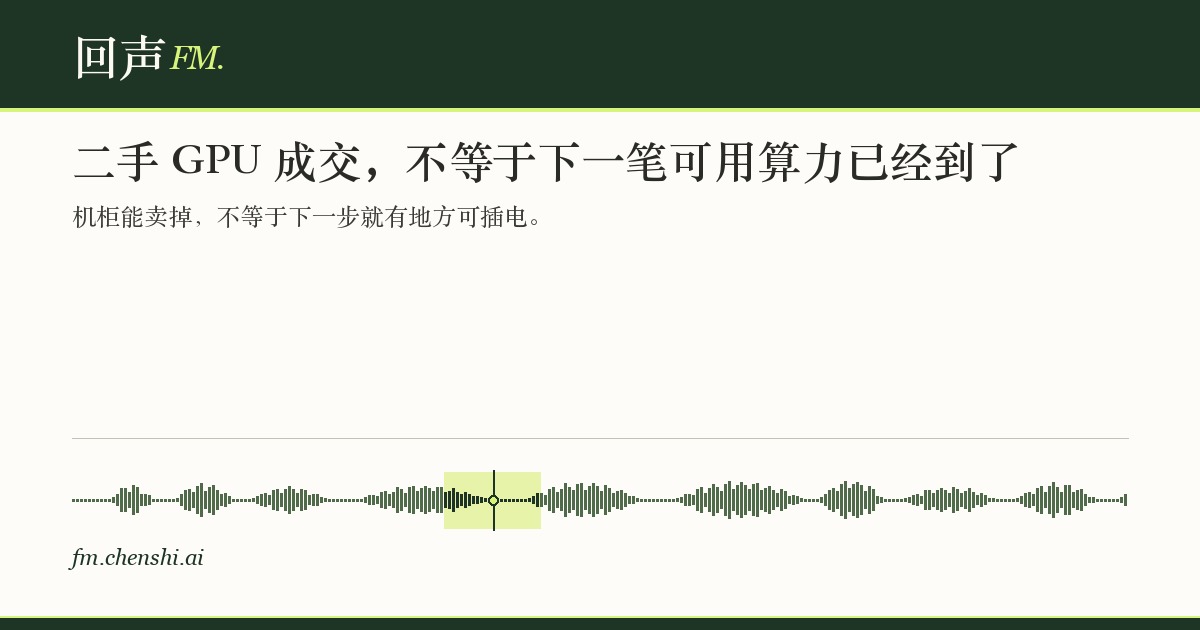 回声 FM.
二手 GPU 成交，不等于下一笔可用算力已经到了
机柜能卖掉，不等于下一步就有地方可插电。
fm.chenshi.ai